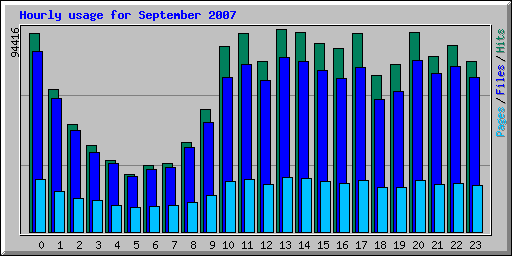 Hourly usage for September 2007
94416
Pages / Files / Hits
0 1 2 3 4 5 6 7 8 9 10 11 12 13 14 15 16 17 18 19 20 21 22 23